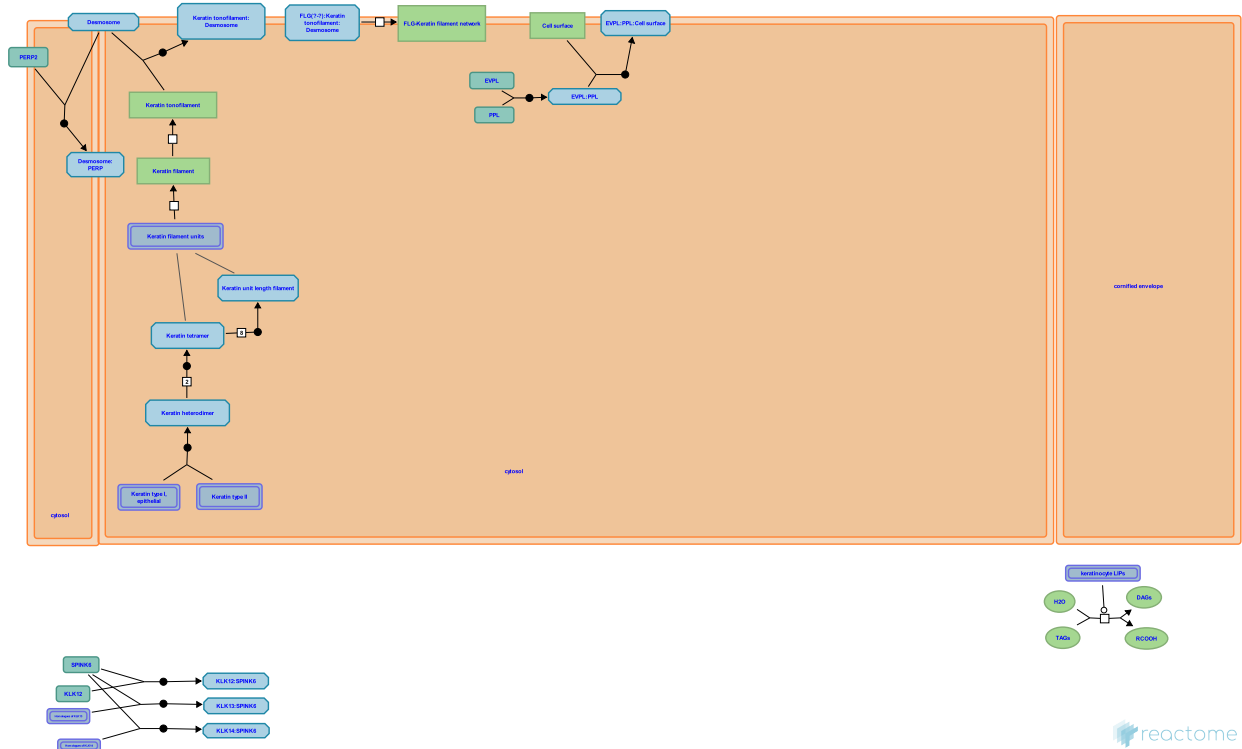 Desmosome
Keratin tonofilament:
Desmosome
FLG(?-?):Keratin
tonofilament:
Desmosome
FLG-Keratin filament network
Cell surface
EVPL:PPL:Cell surface
PERP2
EVPL
EVPL:PPL
PPL
Keratin tonofilament
Desmosome:
PERP
Keratin filament
Keratin filament units
Keratin unit length filament
cornified envelope
Keratin tetramer
8
2
Keratin heterodimer
cytosol
Keratin type I,
epithelial
Keratin type II
cytosol
keratinocyte LIPs
H2O
DAGs
TAGs
RCOOH
SPINK6
KLK12:SPINK6
KLK12
KLK13:SPINK6
KLK14:SPINK6
reactome